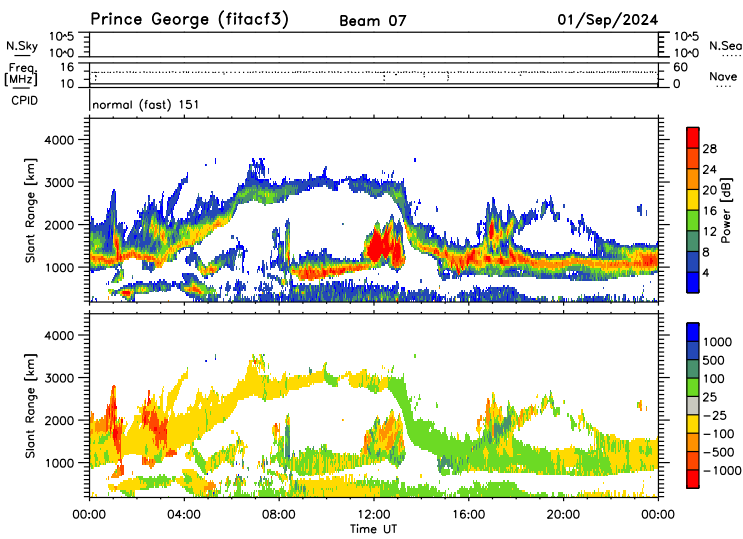 Prince George (fitacf3) Beam 07 01/Sep/2024
10^5 10^5
N.Sky N.Sea
10^0 10^0
16 60
Freq
[MHz] Nave
10 0
CPID normal (fast) 151
4000
3000
2000
1000
Slant Range [km]
28
24
20
16
12
8
4
Power [dB]
4000
3000
2000
1000
Slant Range [km]
1000
500
100
25
-25
-100
-500
-1000
00:00 04:00 08:00 12:00 16:00 20:00 00:00
Time UT